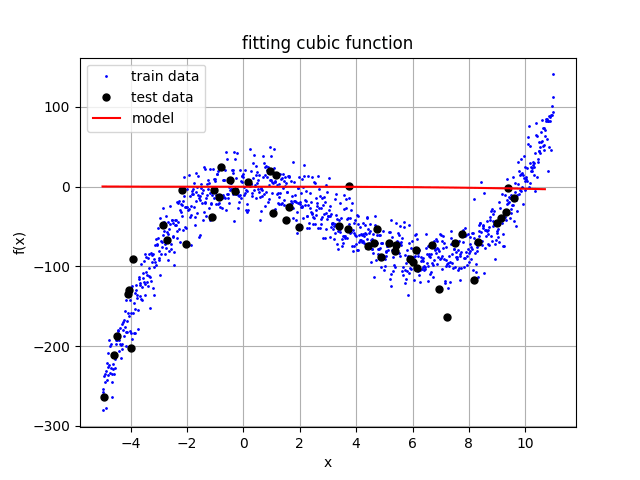 fitting cubic function
train data
test data
model
100
0
−100
−200
−300
f(x)
−4
−2
0
2
4
6
8
10
x